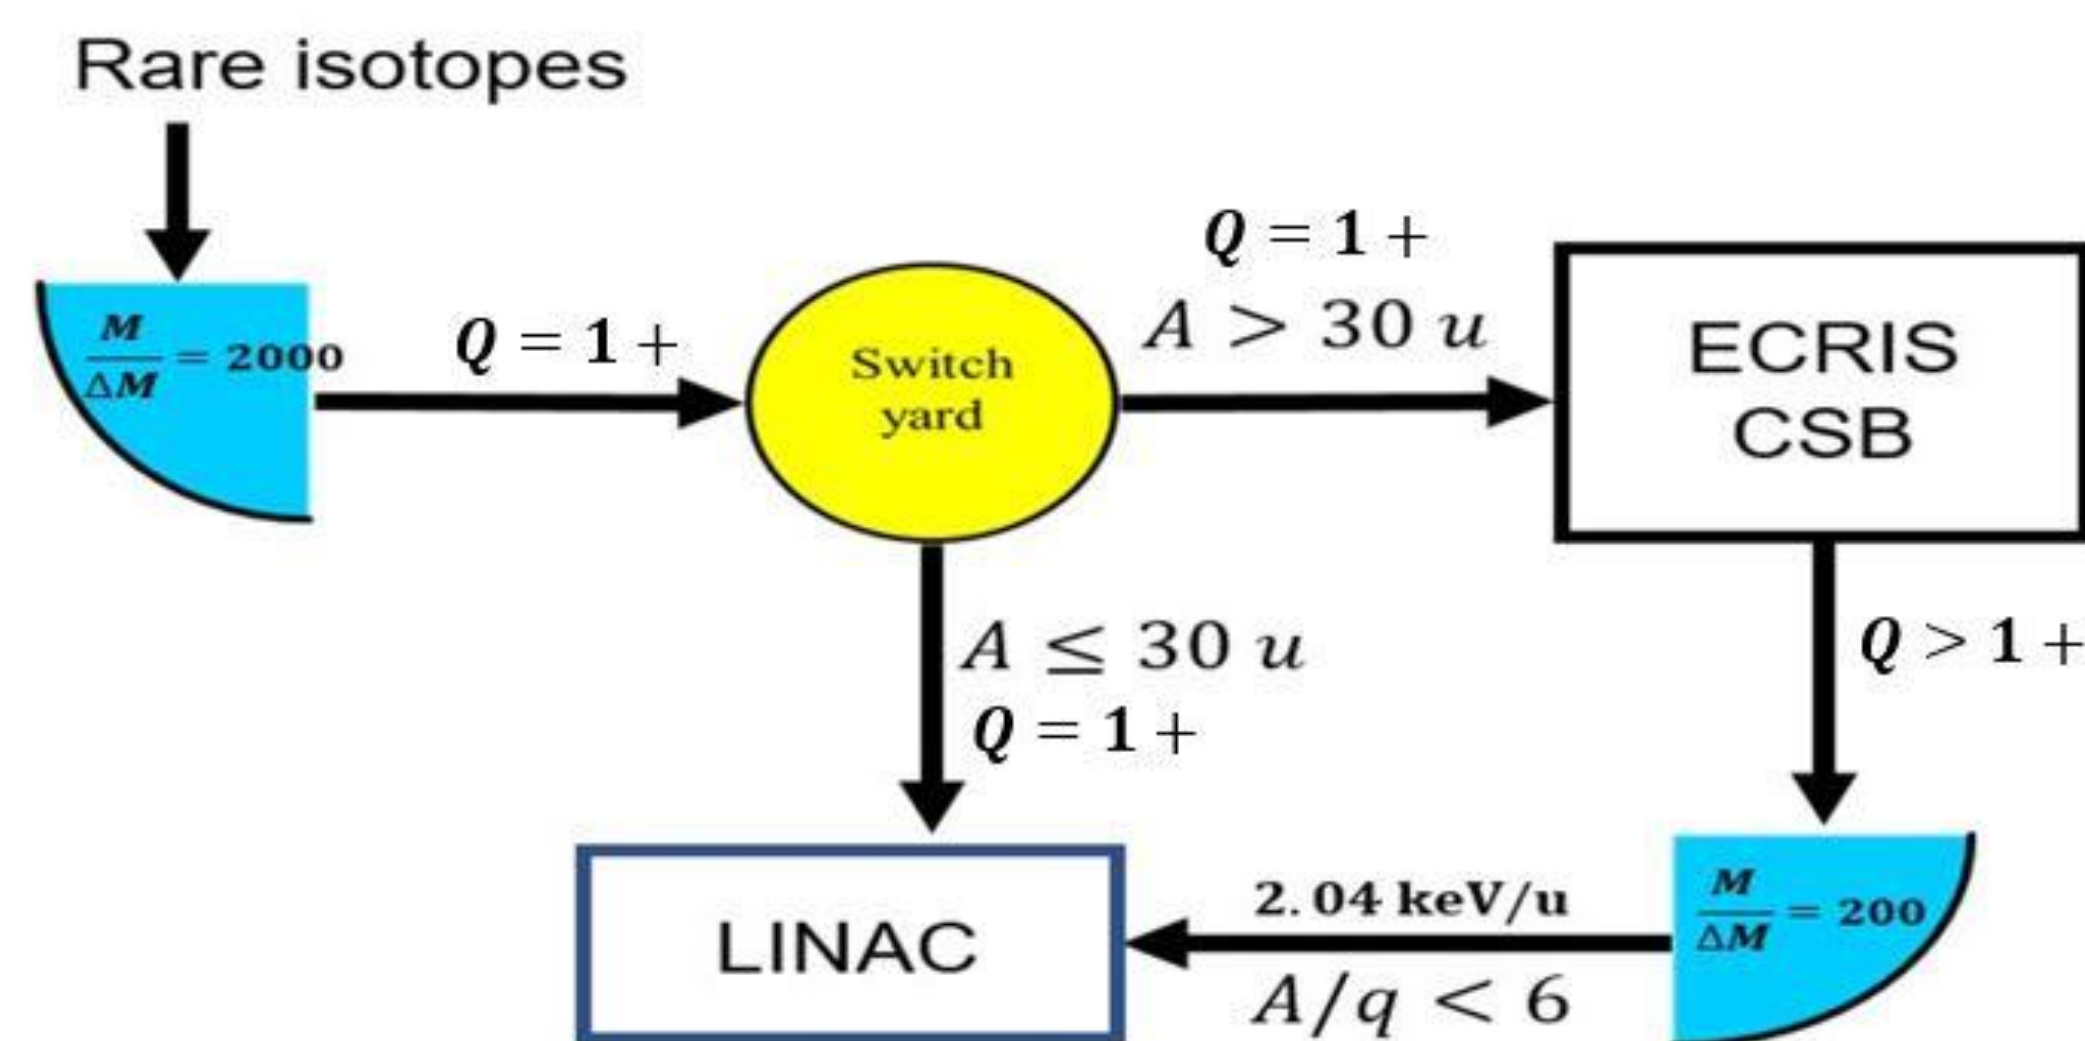 Rare isotopes
M/ΔM = 2000
Q = 1 +
Switch
yard
Q = 1 +
A > 30 u
ECRIS
CSB
A ≤ 30 u
Q = 1 +
Q > 1 +
LINAC
2.04 keV/u
A/q < 6
M/ΔM = 200